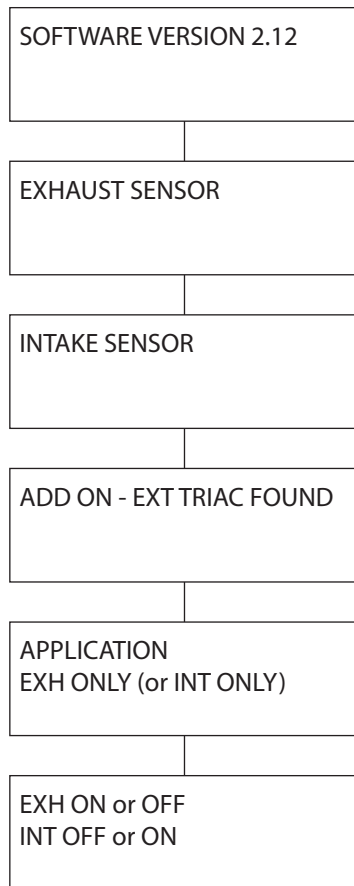 SOFTWARE VERSION 2.12
EXHAUST SENSOR
INTAKE SENSOR
ADD ON - EXT TRIAC FOUND
APPLICATION
EXH ONLY (or INT ONLY)
EXH ON or OFF
INT OFF or ON